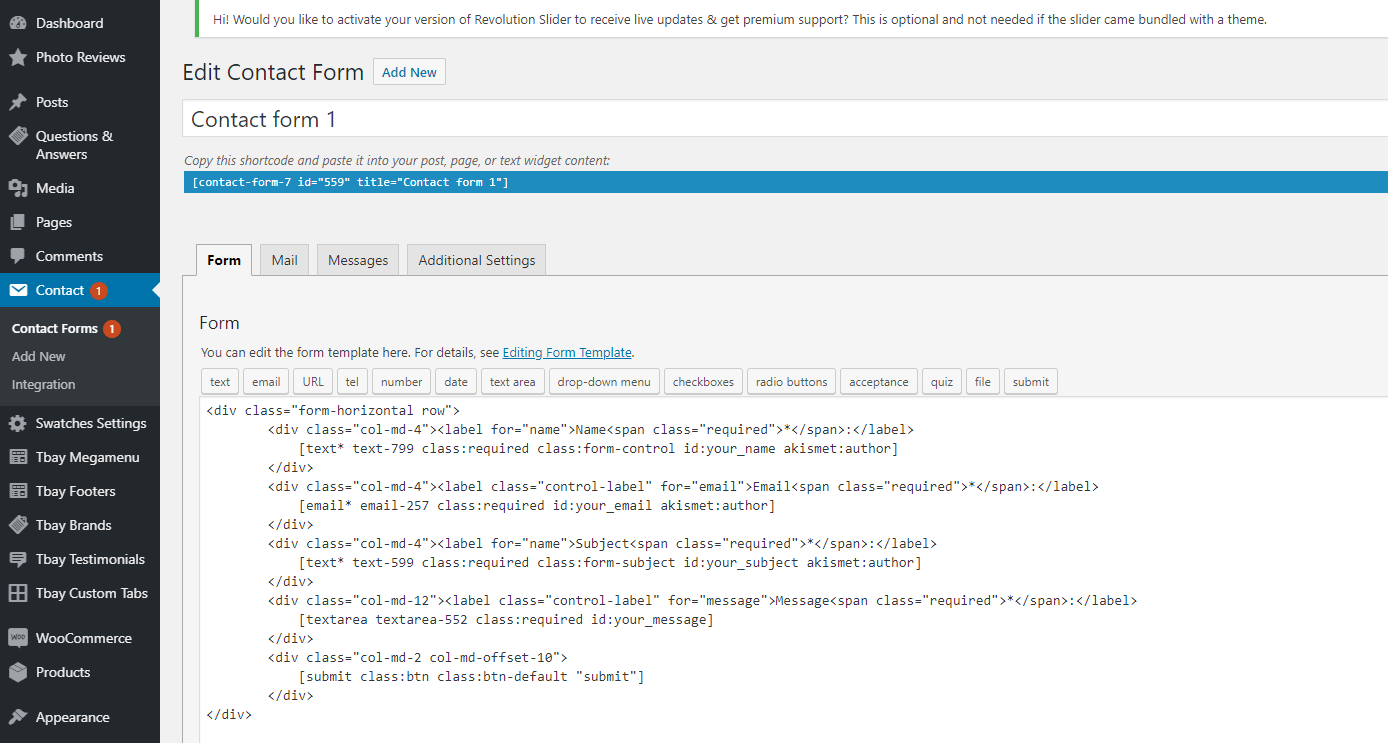 Dashboard
Photo Reviews
Posts
Questions &
Answers
Media
Pages
Comments
Contact 1
Contact Forms 1
Add New
Integration
Swatches Settings
Tbay Megamenu
Tbay Footers
Tbay Brands
Tbay Testimonials
Tbay Custom Tabs
WOO WooCommerce
Products
Appearance
Hi! Would you like to activate your version of Revolution Slider to receive live updates & get premium support? This is optional and not needed if the slider came bundled with a theme.
Edit Contact Form Add New
Contact form 1
Copy this shortcode and paste it into your post, page, or text widget content:
[contact-form-7 id="559" title="Contact form 1"]
Form Mail Messages Additional Settings
Form
You can edit the form template here. For details, see Editing Form Template.
text email URL tel number date text area drop-down menu checkboxes radio buttons acceptance quiz file submit
<div class="form-horizontal row">
<div class="col-md-4"><label for="name">Name<span class="required">*</span>:</label>
[text* text-799 class:required class:form-control id:your_name akismet:author]
</div>
<div class="col-md-4"><label class="control-label" for="email">Email<span class="required">*</span>:</label>
[email* email-257 class:required id:your_email akismet:author]
</div>
<div class="col-md-4"><label for="name">Subject<span class="required">*</span>:</label>
[text* text-599 class:required class:form-subject id:your_subject akismet:author]
</div>
<div class="col-md-12"><label class="control-label" for="message">Message<span class="required">*</span>:</label>
[textarea textarea-552 class:required id:your_message]
</div>
<div class="col-md-2 col-md-offset-10">
[submit class:btn class:btn-default "submit"]
</div>
</div>